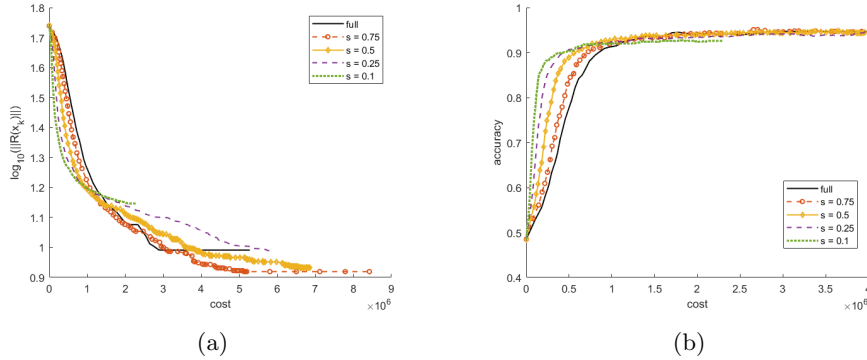 1.8
1.7
1.6
1.5
1.4
1.3
1.2
1.1
1
0.9
log10(||R(xk)||)
0 1 2 3 4 5 6 7 8 9
cost
×10^6
full
s = 0.75
s = 0.5
s = 0.25
s = 0.1
(a)
1
0.9
0.8
0.7
0.6
0.5
0.4
accuracy
0 0.5 1 1.5 2 2.5 3 3.5 4
cost
×10^6
full
s = 0.75
s = 0.5
s = 0.25
s = 0.1
(b)